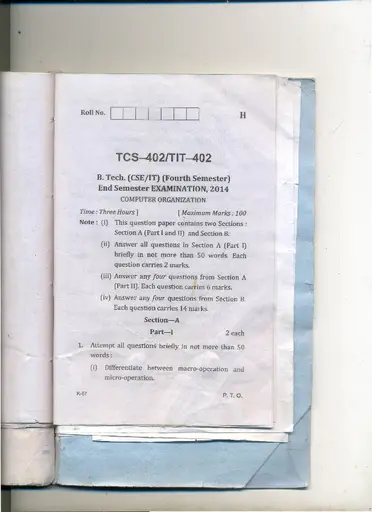 Roll No.
H
TCS–402/TIT–402
B. Tech. (CSE/IT) (Fourth Semester)
End Semester EXAMINATION, 2014
COMPUTER ORGANIZATION
Time : Three Hours ] [ Maximum Marks : 100
Note : (i) This question paper contains two Sections :
Section A (Part I and II) and Section B.
(ii) Answer all questions in Section A (Part I)
briefly in not more than 50 words. Each
question carries 2 marks.
(iii) Answer any four questions from Section A
(Part II). Each question carries 6 marks.
(iv) Answer any four questions from Section B.
Each question carries 14 marks.
Section—A
Part—I 2 each
1. Attempt all questions briefly in not more than 50
words :
(i) Differentiate between macro-operation and
micro-operation.
K-57 P. T. O.